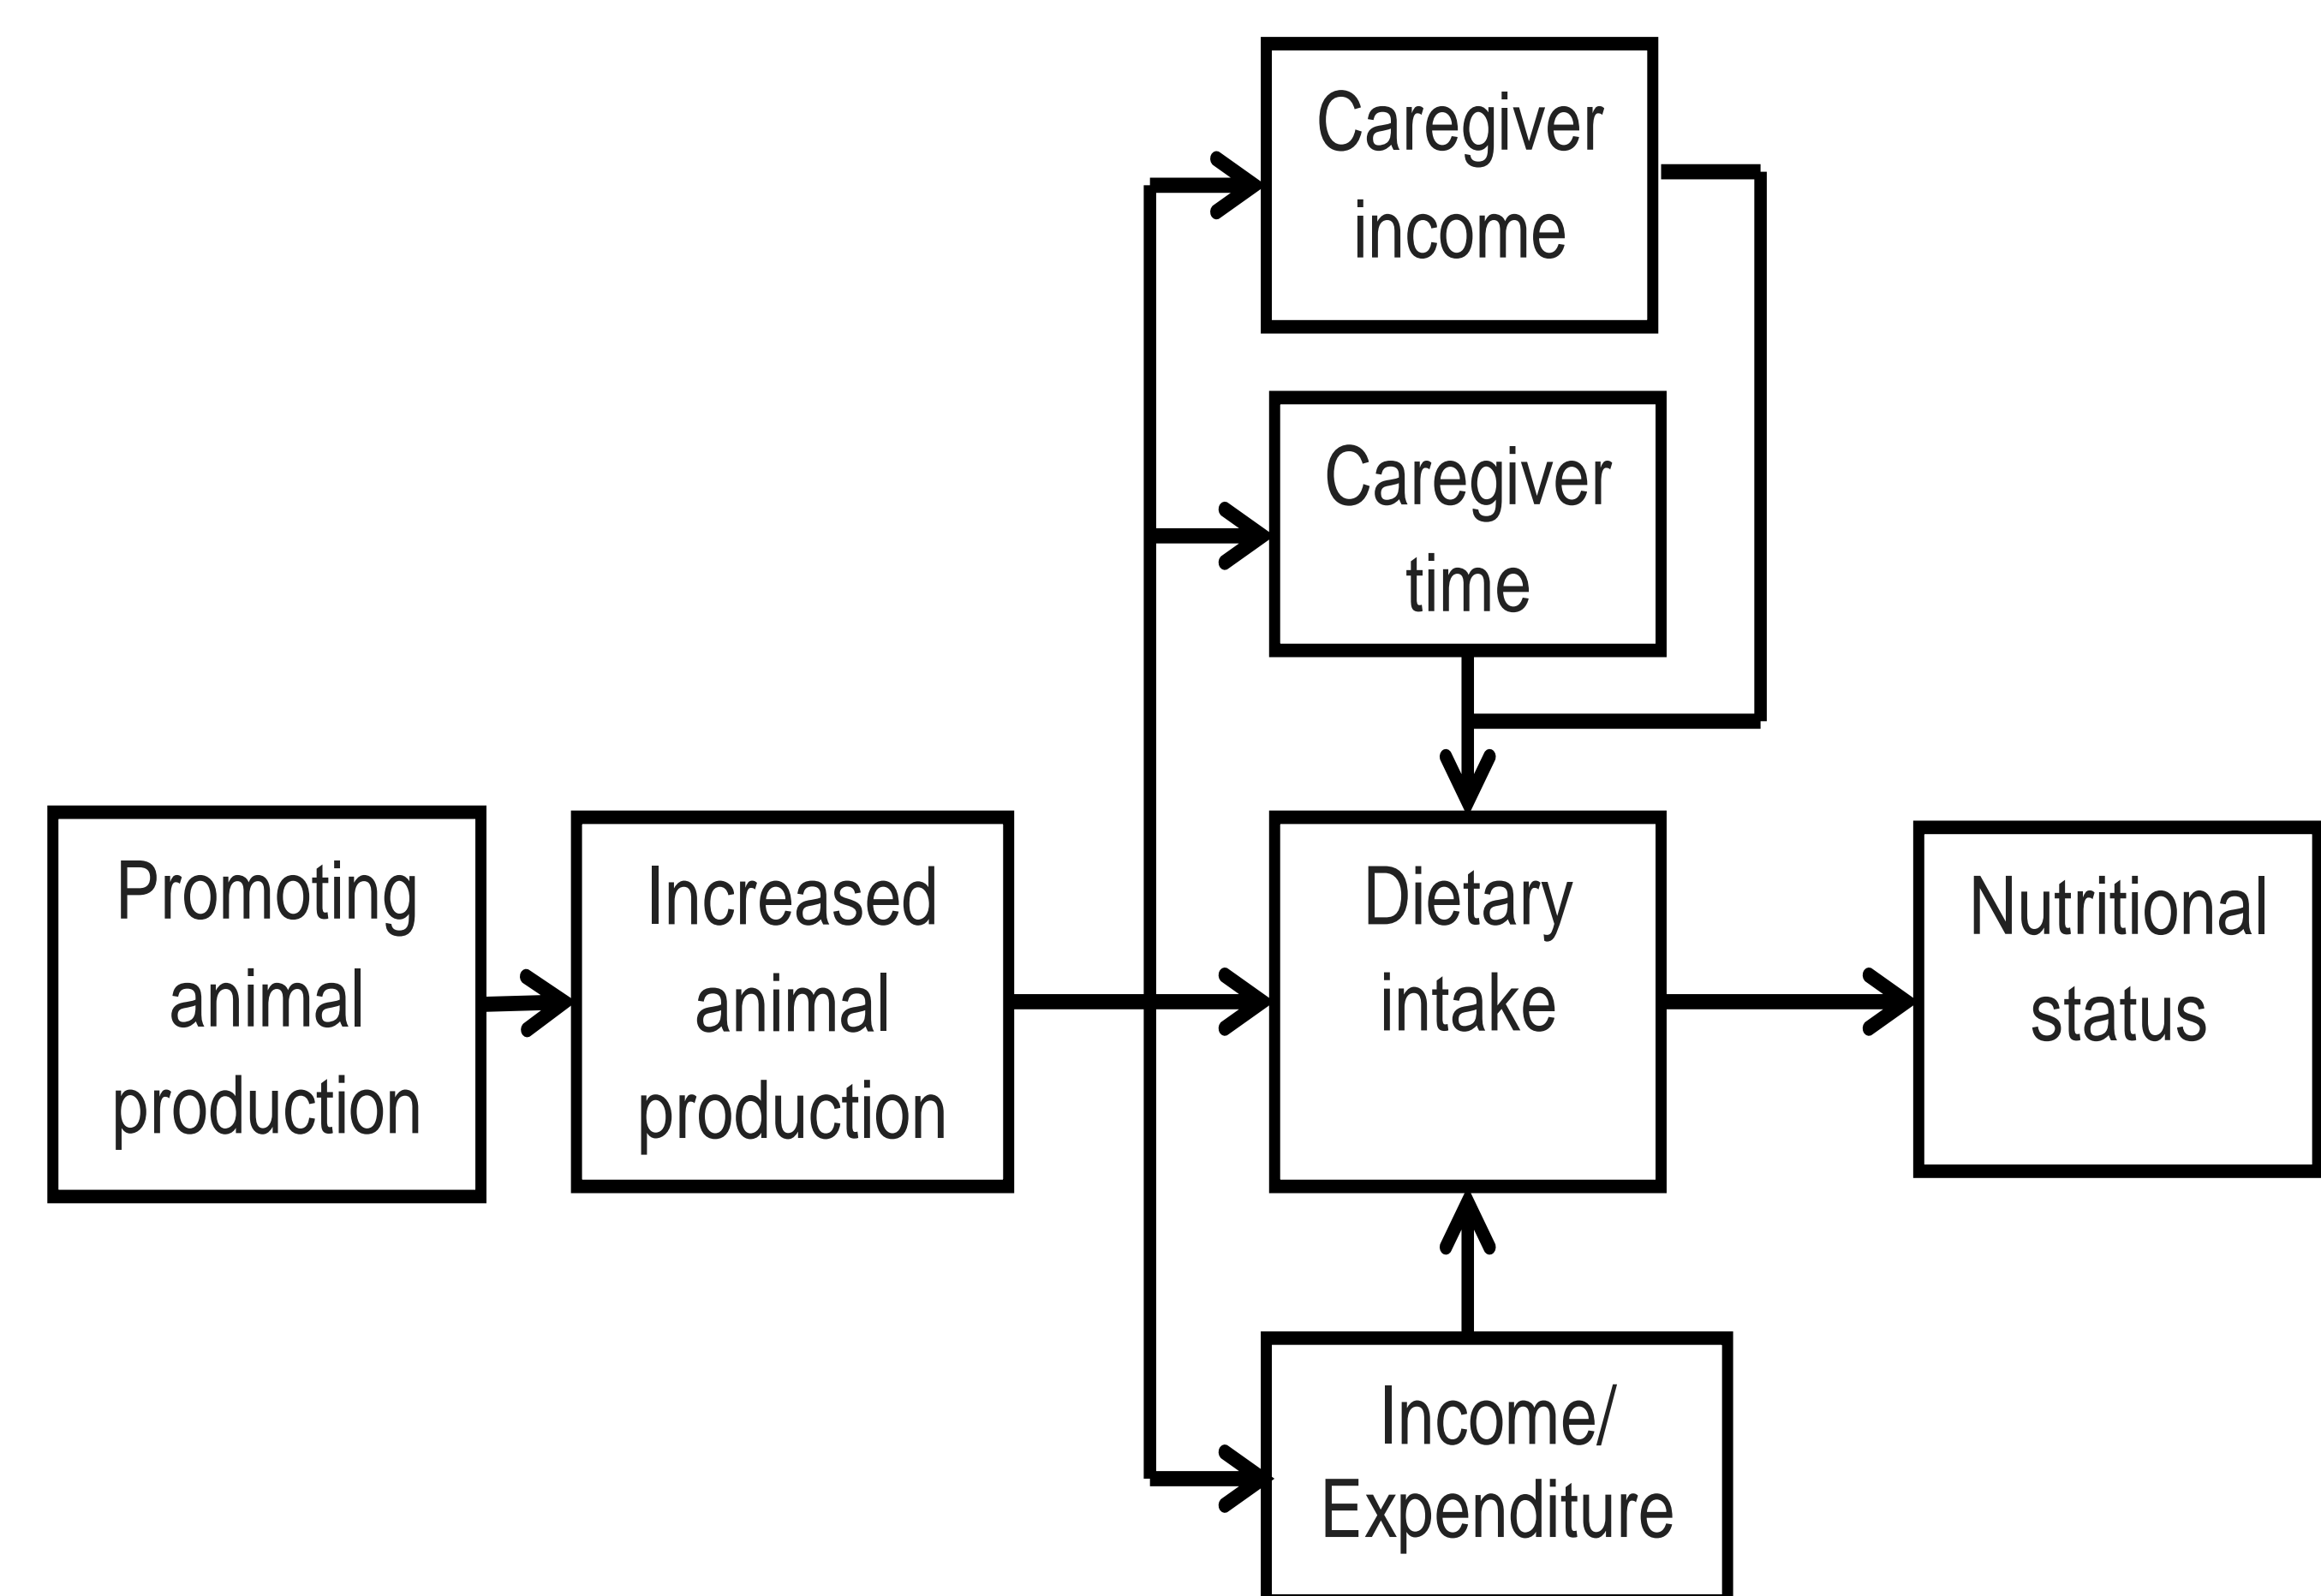 Caregiver
income
Caregiver
time
Promoting
animal
production
Increased
animal
production
Dietary
intake
Nutritional
status
Income/
Expenditure